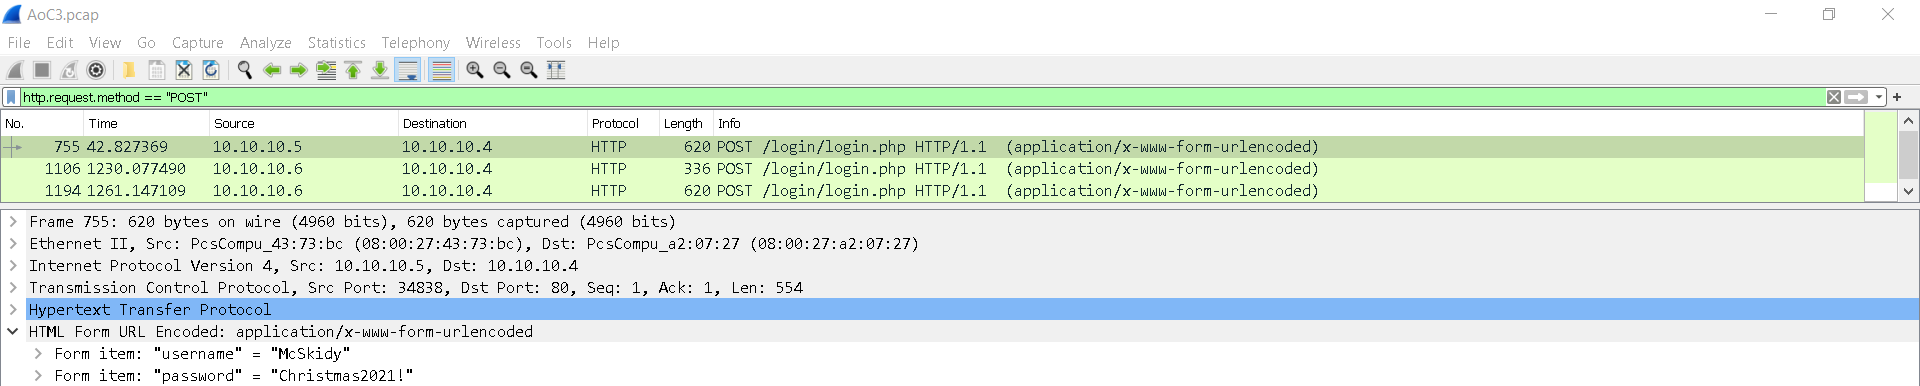 AoC3.pcap
File Edit View Go Capture Analyze Statistics Telephony Wireless Tools Help
http.request.method == "POST"
No. Time Source Destination Protocol Length Info
755 42.827369 10.10.10.5 10.10.10.4 HTTP 620 POST /login/login.php HTTP/1.1 (application/x-www-form-urlencoded)
1106 1230.077490 10.10.10.6 10.10.10.4 HTTP 336 POST /login/login.php HTTP/1.1 (application/x-www-form-urlencoded)
1194 1261.147109 10.10.10.6 10.10.10.4 HTTP 620 POST /login/login.php HTTP/1.1 (application/x-www-form-urlencoded)
Frame 755: 620 bytes on wire (4960 bits), 620 bytes captured (4960 bits)
Ethernet II, Src: PcsCompu_43:73:bc (08:00:27:43:73:bc), Dst: PcsCompu_a2:07:27 (08:00:27:a2:07:27)
Internet Protocol Version 4, Src: 10.10.10.5, Dst: 10.10.10.4
Transmission Control Protocol, Src Port: 34838, Dst Port: 80, Seq: 1, Ack: 1, Len: 554
Hypertext Transfer Protocol
HTML Form URL Encoded: application/x-www-form-urlencoded
Form item: "username" = "McSkidy"
Form item: "password" = "Christmas2021!"